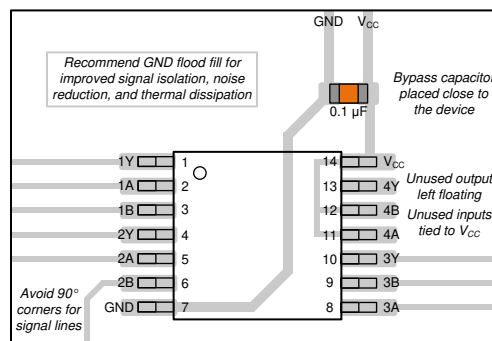 GND VCC
Recommend GND flood fill for
improved signal isolation, noise
reduction, and thermal dissipation
Bypass capacitor
placed close to
the device
0.1 µF
1Y 1 14 VCC
1A 2 13 4Y
1B 3 12 4B
2Y 4 11 4A
2A 5 10 3Y
2B 6 9 3B
GND 7 8 3A
Unused output
left floating
Unused inputs
tied to VCC
Avoid 90°
corners for
signal lines